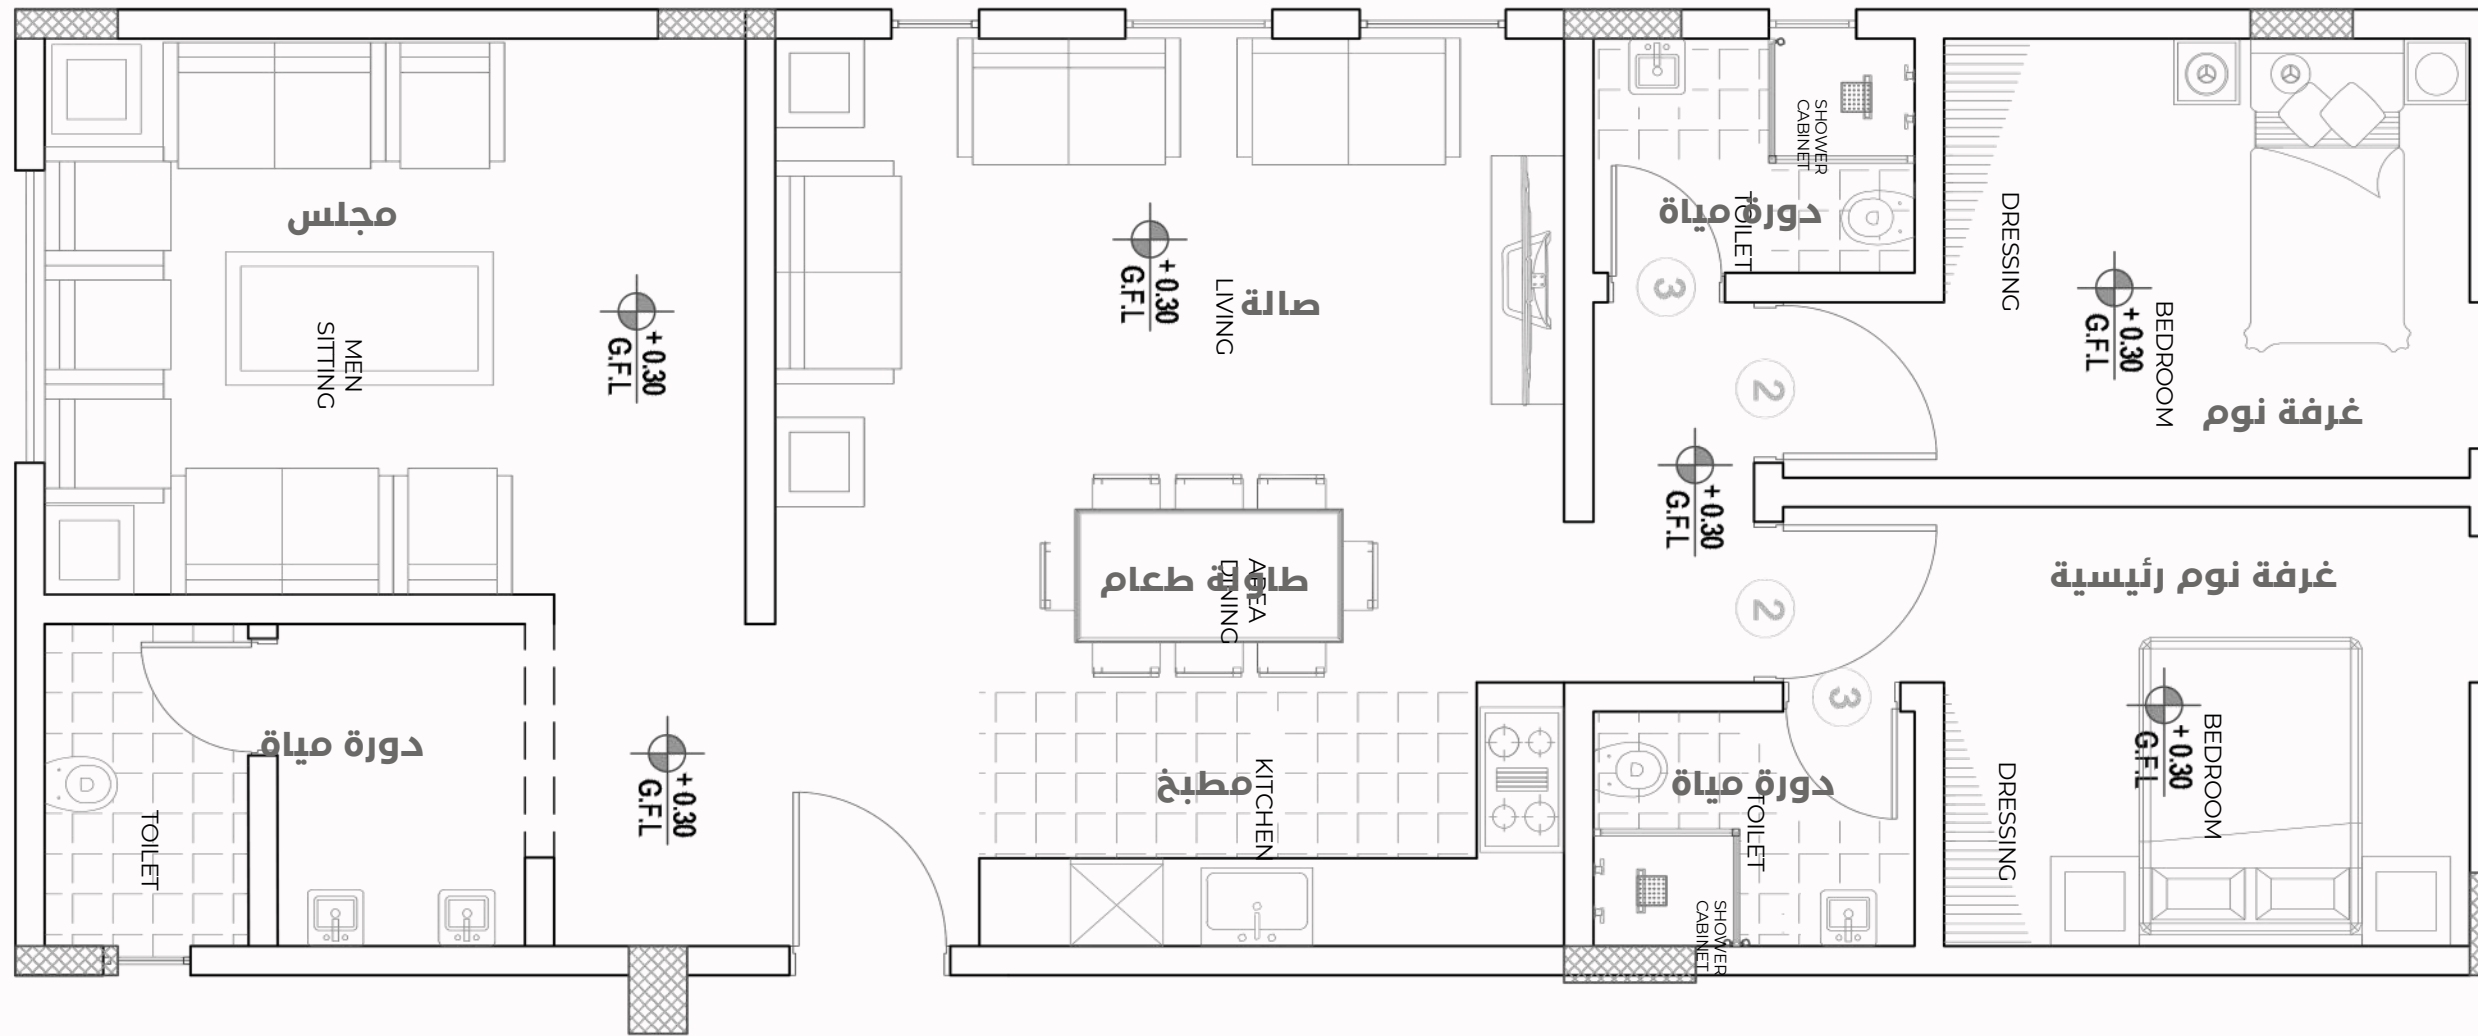 مجلس
MEN
SITTING
+ 0.30
G.F.L
صالة
LIVING
+ 0.30
G.F.L
دورة مياة
TOILET
SHOWER
CABINET
3
DRESSING
BEDROOM
+ 0.30
G.F.L
غرفة نوم
2
+ 0.30
G.F.L
طاولة طعام
AREA
DINING
2
غرفة نوم رئيسية
دورة مياة
TOILET
+ 0.30
G.F.L
مطبخ
KITCHEN
3
دورة مياة
TOILET
SHOWER
CABINET
DRESSING
BEDROOM
+ 0.30
G.F.L